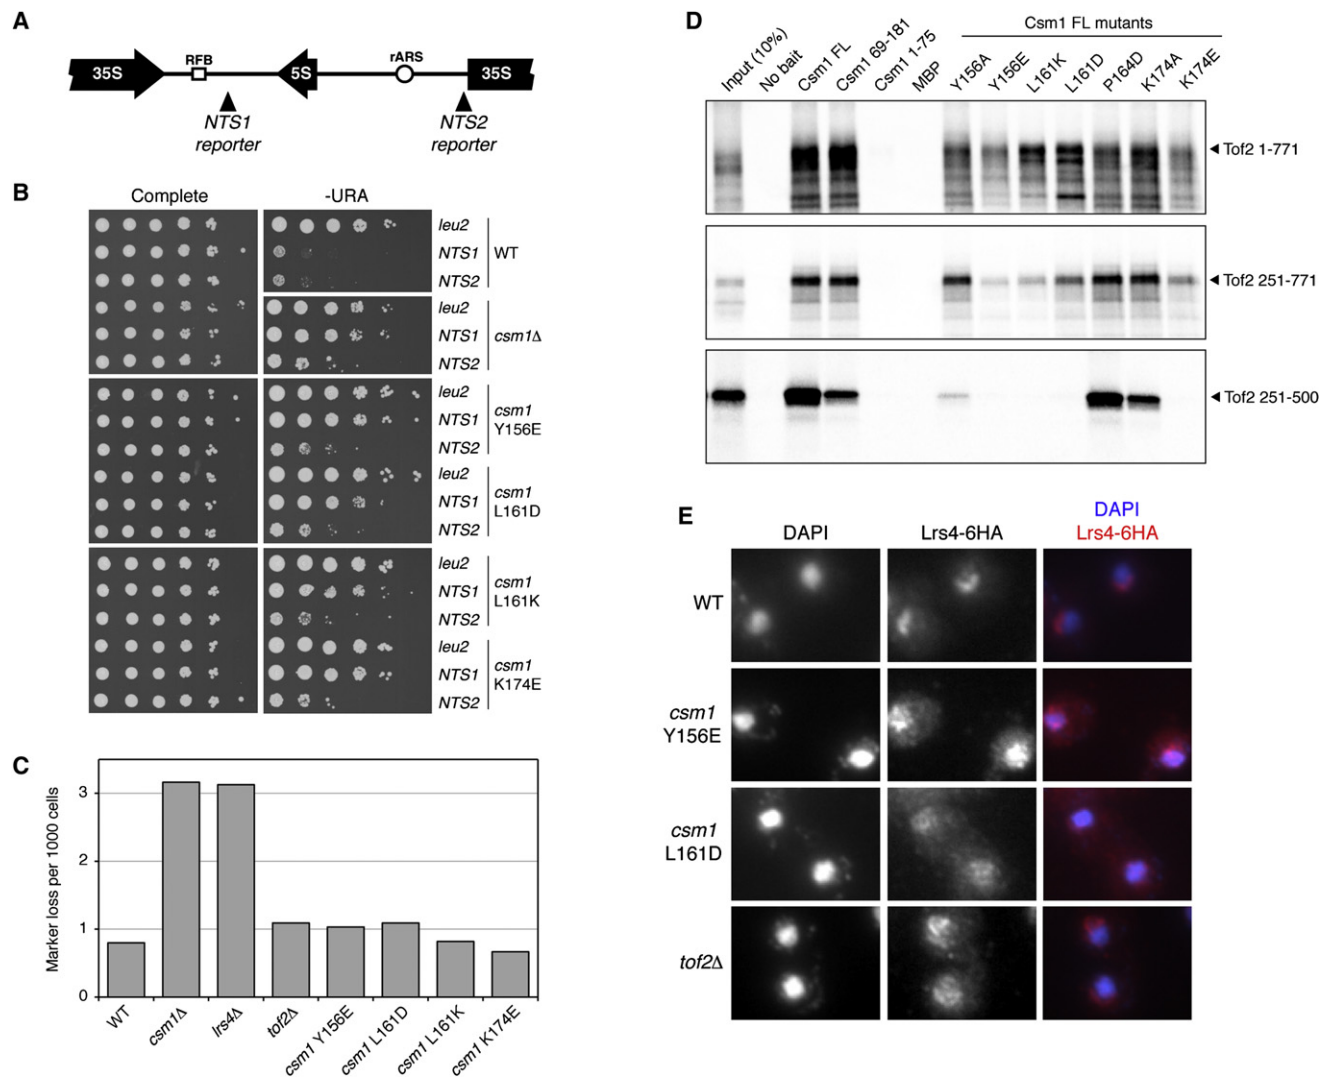 A
35S
RFB
5S
rARS
35S
NTS1
reporter
NTS2
reporter
B
Complete
-URA
leu2
NTS1
NTS2
WT
leu2
NTS1
NTS2
csm1Δ
leu2
NTS1
NTS2
csm1
Y156E
leu2
NTS1
NTS2
csm1
L161D
leu2
NTS1
NTS2
csm1
L161K
leu2
NTS1
NTS2
csm1
K174E
C
Marker loss per 1000 cells
3
2
1
0
WT
csm1Δ
lrs4Δ
tof2Δ
csm1 Y156E
csm1 L161D
csm1 L161K
csm1 K174E
D
Csm1 FL mutants
Input (10%)
No bait
Csm1 FL
Csm1 69-181
Csm1 1-75
MBP
Y156A
Y156E
L161K
L161D
P164D
K174A
K174E
Tof2 1-771
Tof2 251-771
Tof2 251-500
E
DAPI
Lrs4-6HA
DAPI
Lrs4-6HA
WT
csm1
Y156E
csm1
L161D
tof2Δ